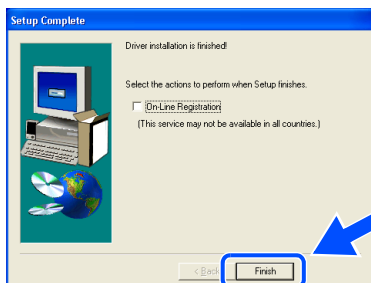 Setup Complete
Driver installation is finished!
Select the actions to perform when Setup finishes.
On-Line Registration
(This service may not be available in all countries.)
< Back
Finish